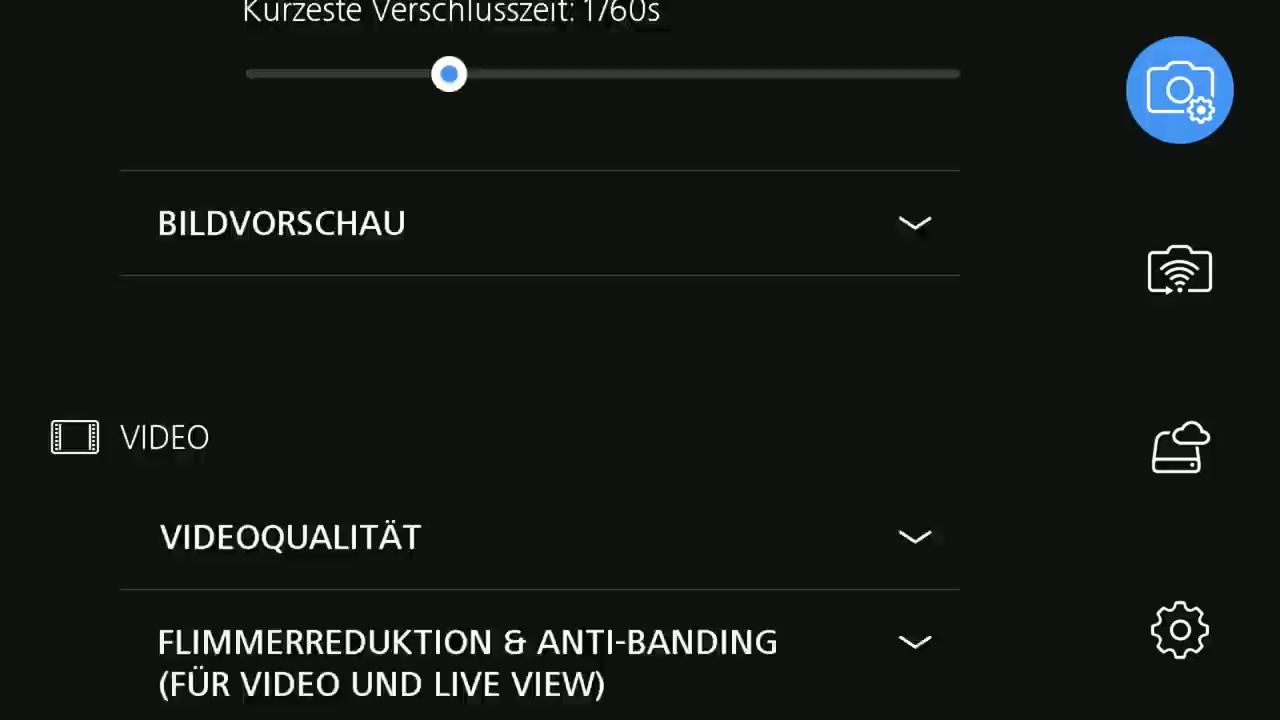 Kürzeste Verschlusszeit: 1/60s
BILDVORSCHAU
VIDEO
VIDEOQUALITÄT
FLIMMERREDUKTION & ANTI-BANDING
(FÜR VIDEO UND LIVE VIEW)